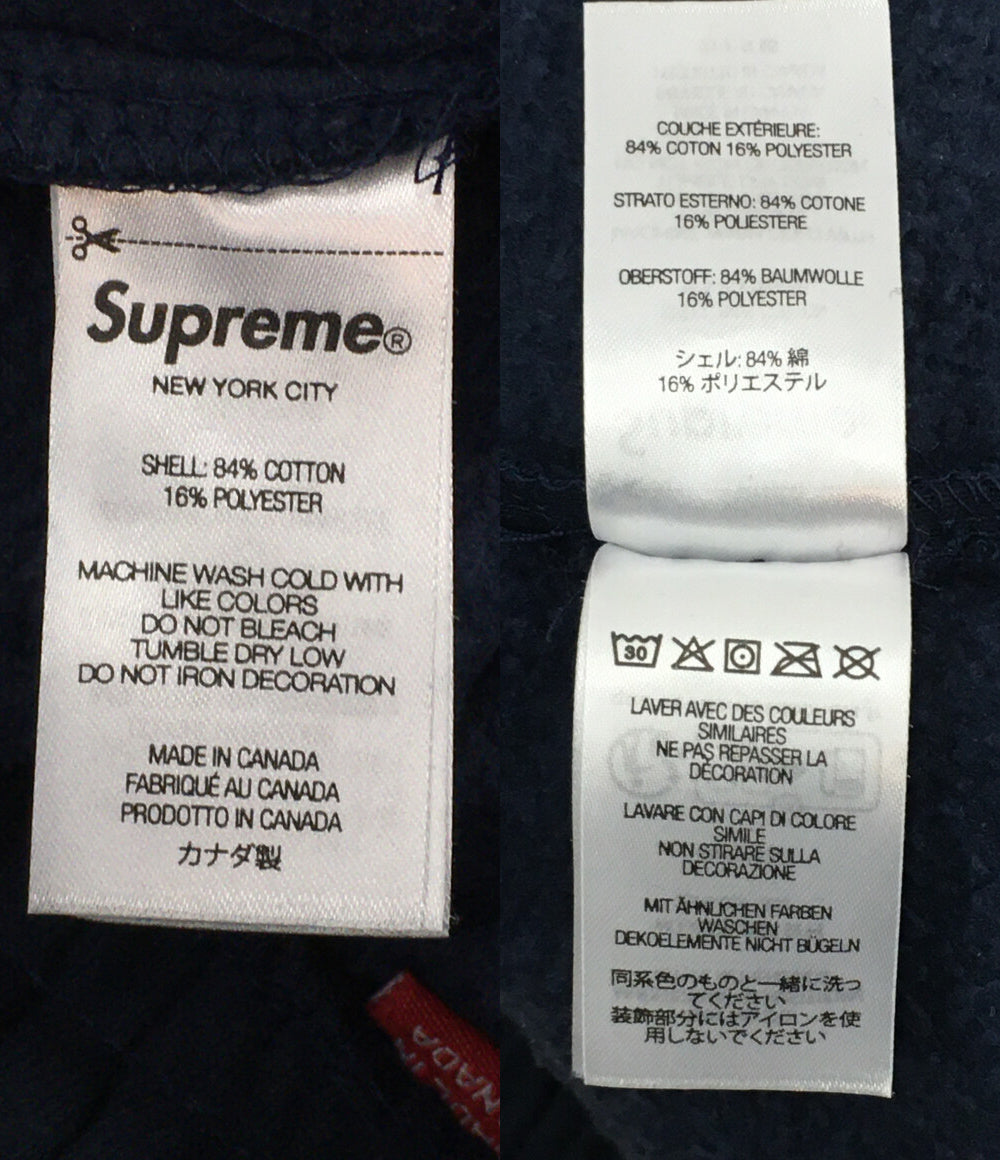 Supreme®
NEW YORK CITY
SHELL: 84% COTTON
16% POLYESTER
MACHINE WASH COLD WITH
LIKE COLORS
DO NOT BLEACH
TUMBLE DRY LOW
DO NOT IRON DECORATION
MADE IN CANADA
FABRIQUÉ AU CANADA
PRODOTTO IN CANADA
カナダ製
COUCHE EXTÉRIEURE:
84% COTON 16% POLYESTER
STRATO ESTERNO: 84% COTONE
16% POLIESTERE
OBERSTOFF: 84% BAUMWOLLE
16% POLYESTER
シェル: 84% 綿
16% ポリエステル
30
LAVER AVEC DES COULEURS
SIMILAIRES
NE PAS REPASSER LA
DÉCORATION
LAVARE CON CAPI DI COLORE
SIMILE
NON STIRARE SULLA
DECORAZIONE
MIT ÄHNLICHEN FARBEN
WASCHEN
DEKOELEMENTE NICHT BÜGELN
同系色のものと一緒に洗っ
てください
装飾部分にはアイロンを使
用しないでください